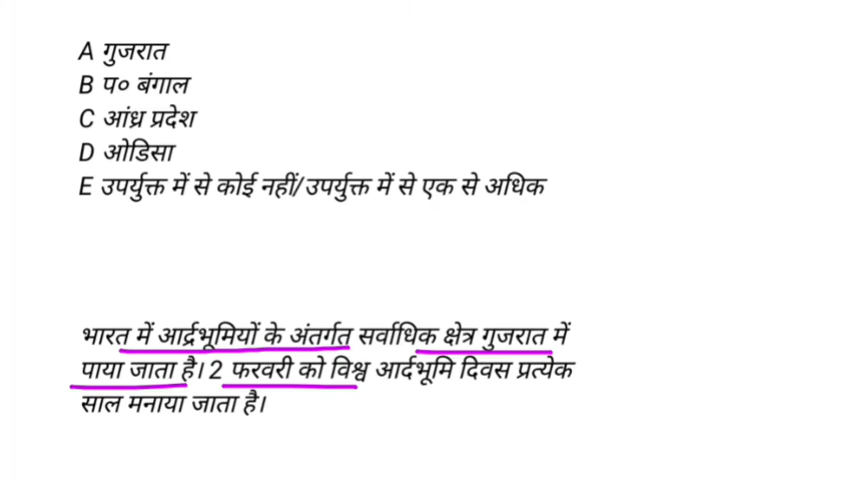 A गुजरात
B प० बंगाल
C आंध्र प्रदेश
D ओडिसा
E उपर्युक्त में से कोई नहीं/उपर्युक्त में से एक से अधिक
भारत में आर्द्रभूमियों के अंतर्गत सर्वाधिक क्षेत्र गुजरात में
पाया जाता है। 2 फरवरी को विश्व आर्दभूमि दिवस प्रत्येक
साल मनाया जाता है।